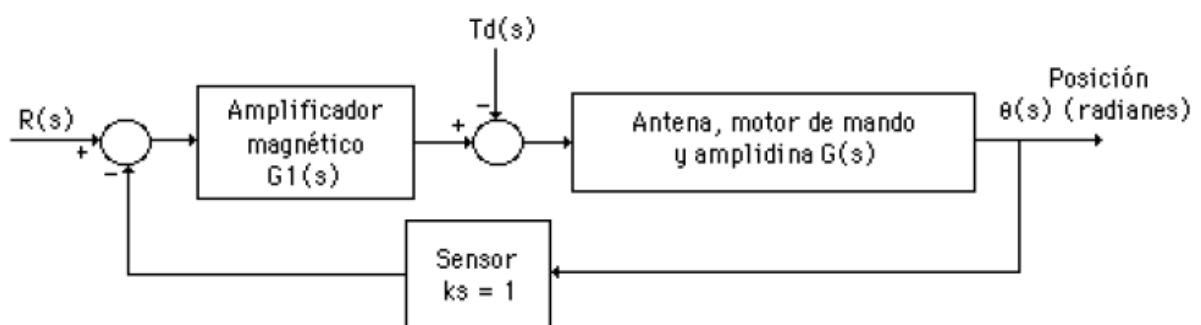 Td(s)
R(s)
+
−
Amplificador
magnético
G1(s)
+
−
Antena, motor de mando
y amplidina G(s)
Posición
θ(s) (radianes)
Sensor
ks = 1